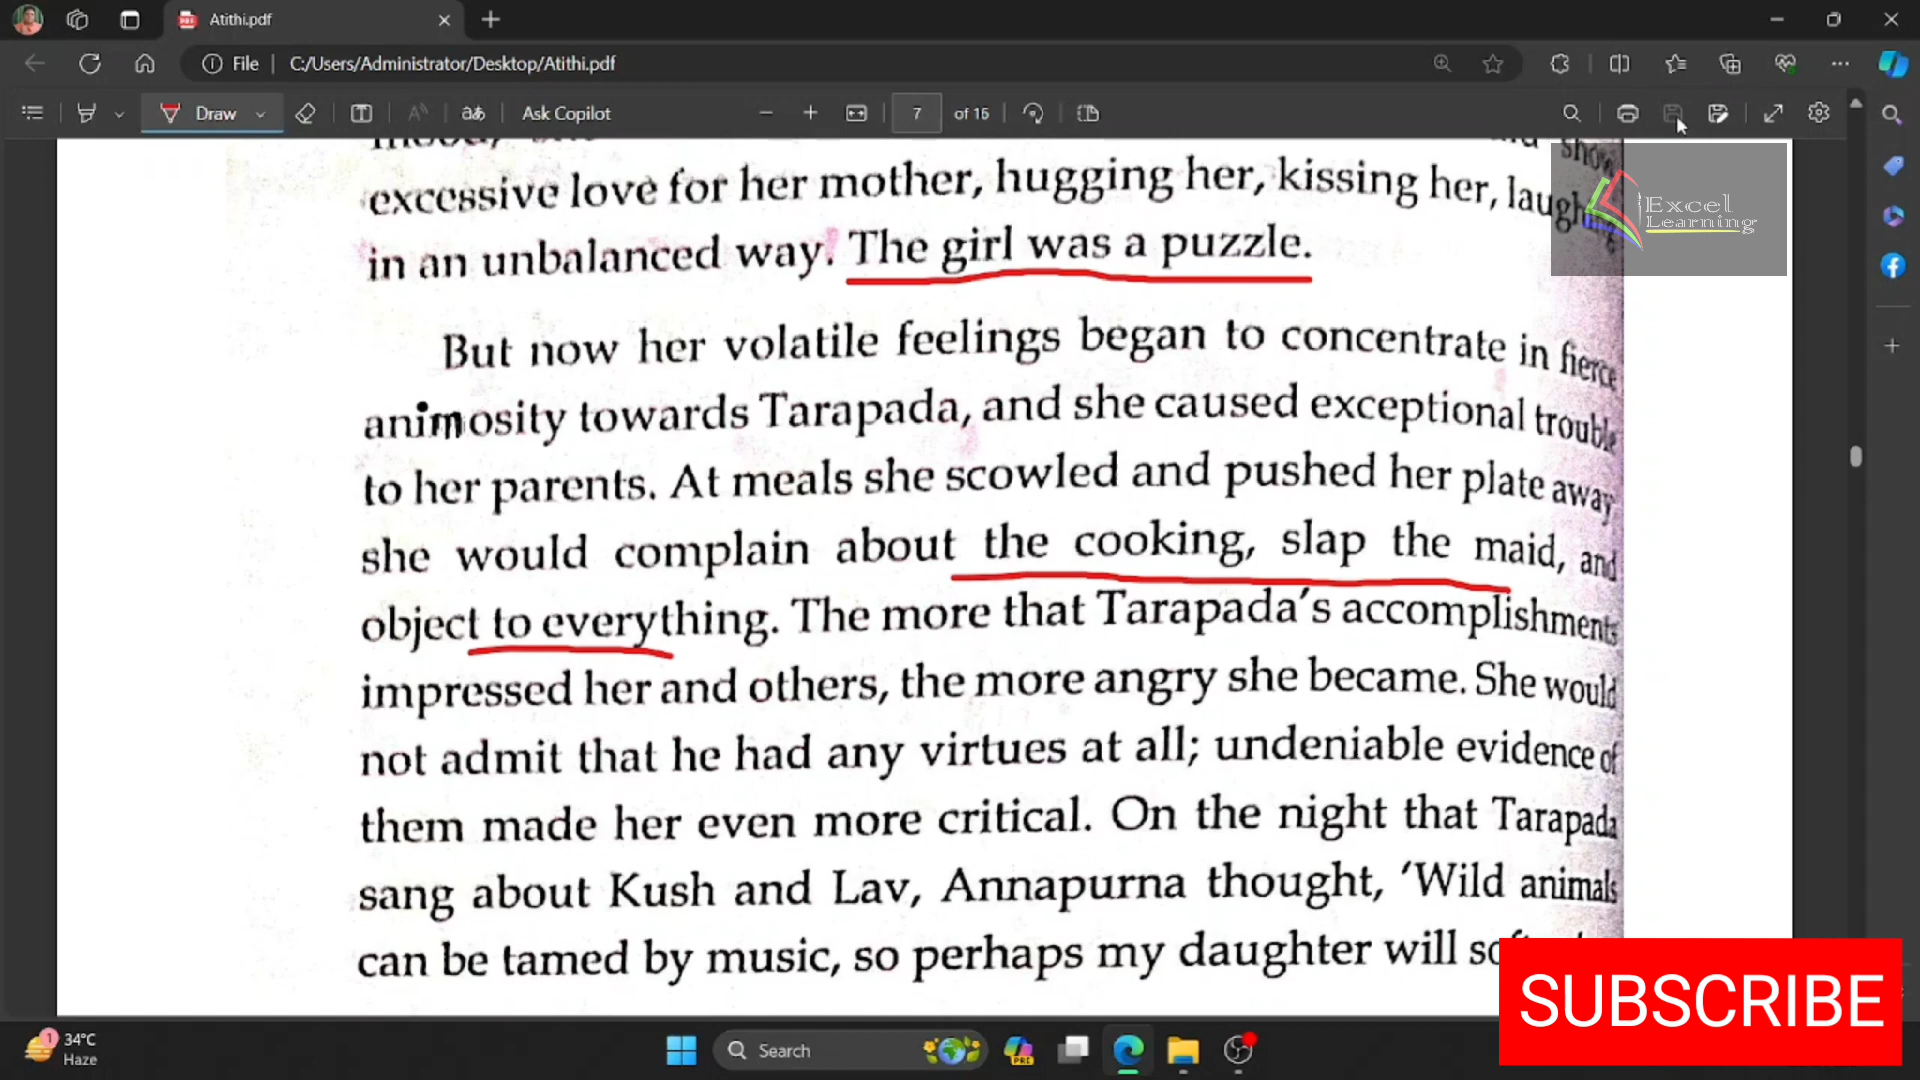 Atithi.pdf
File
C:/Users/Administrator/Desktop/Atithi.pdf
Draw
Ask Copilot
7 of 15
excessive love for her mother, hugging her, kissing her, laughing
in an unbalanced way. The girl was a puzzle.
But now her volatile feelings began to concentrate in fierce
animosity towards Tarapada, and she caused exceptional trouble
to her parents. At meals she scowled and pushed her plate away
she would complain about the cooking, slap the maid, and
object to everything. The more that Tarapada's accomplishments
impressed her and others, the more angry she became. She would
not admit that he had any virtues at all; undeniable evidence of
them made her even more critical. On the night that Tarapada
sang about Kush and Lav, Annapurna thought, 'Wild animals
can be tamed by music, so perhaps my daughter will
Excel
Learning
SUBSCRIBE
1
34°C
Haze
Search
PRE